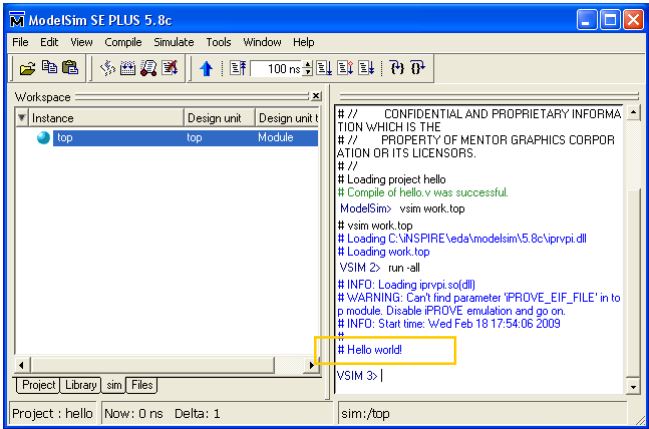 ModelSim SE PLUS 5.8c
File Edit View Compile Simulate Tools Window Help
100 ns
Workspace
Instance Design unit Design unit t
top top Module
Project Library sim Files
# // CONFIDENTIAL AND PROPRIETARY INFORMA
TION WHICH IS THE
# // PROPERTY OF MENTOR GRAPHICS CORPOR
ATION OR ITS LICENSORS.
# //
# Loading project hello
# Compile of hello.v was successful.
ModelSim> vsim work.top
# vsim work.top
# Loading C:\iNSPIRE\eda\modelsim\5.8c\iprvpi.dll
# Loading work.top
VSIM 2> run -all
# INFO: Loading iprvpi.so(dll)
# WARNING: Can't find parameter 'iPROVE_EIF_FILE' in to
p module. Disable iPROVE emulation and go on.
# INFO: Start time: Wed Feb 18 17:54:06 2009
#
# Hello world!
VSIM 3>
Project : hello Now: 0 ns Delta: 1 sim:/top